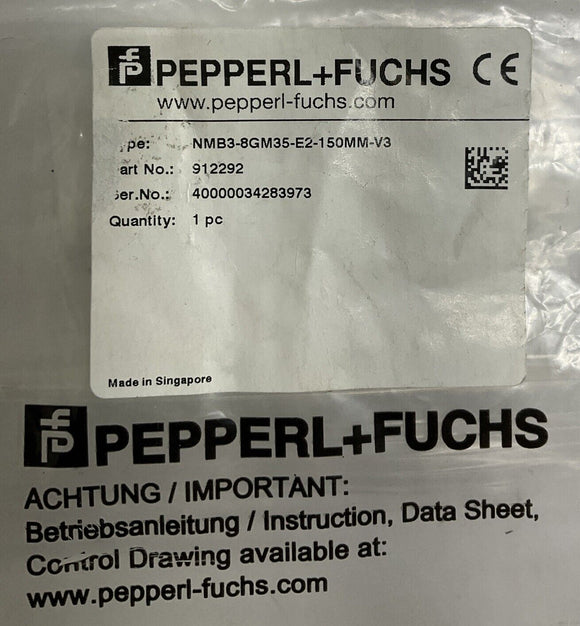 PEPPERL+FUCHS CE
www.pepperl-fuchs.com
ype: NMB3-8GM35-E2-150MM-V3
art No.: 912292
er.No.: 40000034283973
Quantity: 1 pc
Made in Singapore
PEPPERL+FUCHS
ACHTUNG / IMPORTANT:
Betriebsanleitung / Instruction, Data Sheet,
Control Drawing available at:
www.pepperl-fuchs.com